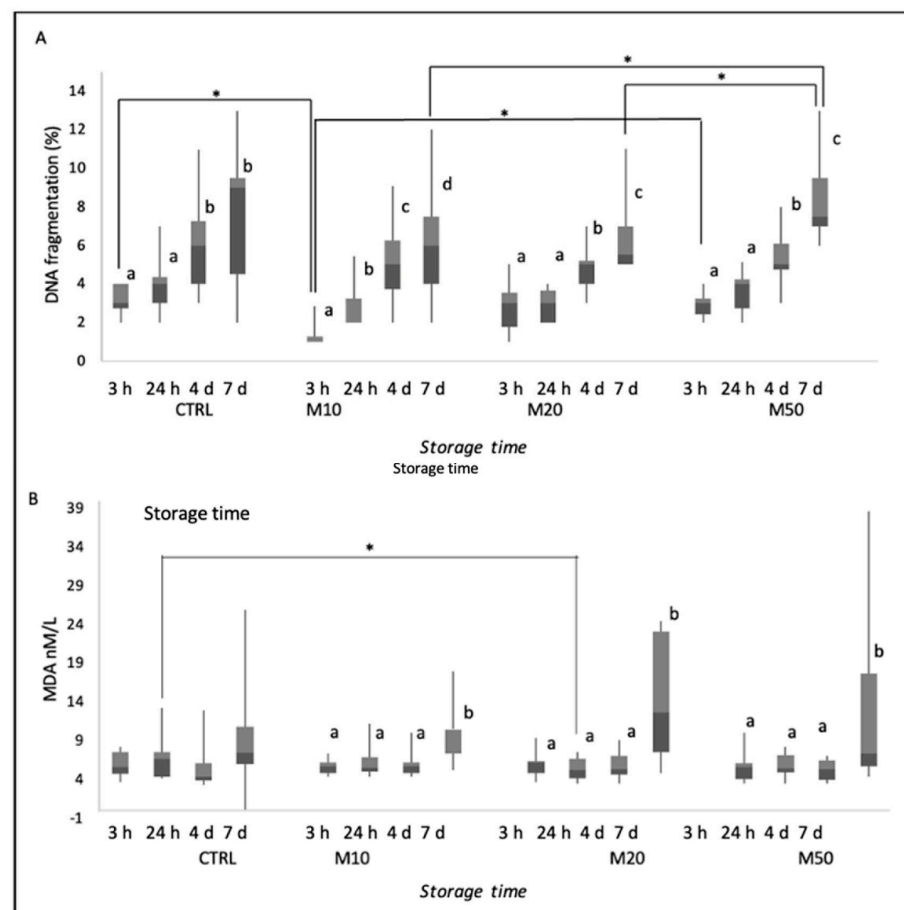 A
DNA fragmentation (%)
14
12
10
8
6
4
2
0
* * * *
a a b b
a b c d
a a b c
a a b c
3 h 24 h 4 d 7 d 3 h 24 h 4 d 7 d 3 h 24 h 4 d 7 d 3 h 24 h 4 d 7 d
CTRL M10 M20 M50
Storage time
Storage time
B
Storage time
MDA nM/L
39
34
29
24
19
14
9
4
-1
*
a a a b
a a a b
a a a b
3 h 24 h 4 d 7 d 3 h 24 h 4 d 7 d 3 h 24 h 4 d 7 d 3 h 24 h 4 d 7 d
CTRL M10 M20 M50
Storage time